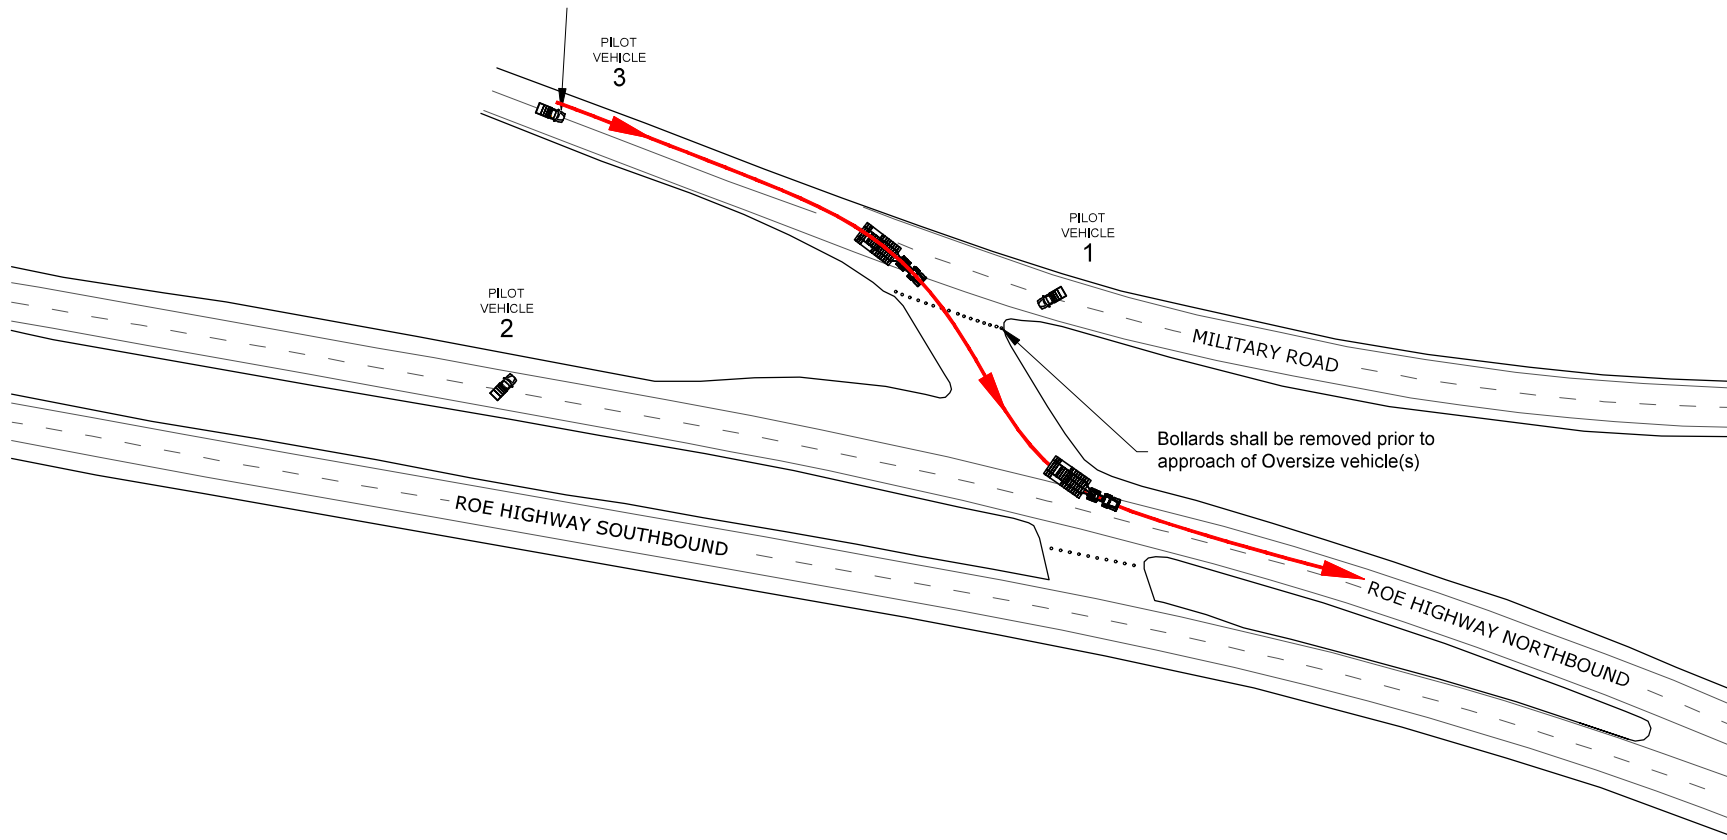 PILOT
VEHICLE
3
PILOT
VEHICLE
1
PILOT
VEHICLE
2
MILITARY ROAD
Bollards shall be removed prior to
approach of Oversize vehicle(s)
ROE HIGHWAY SOUTHBOUND
ROE HIGHWAY NORTHBOUND